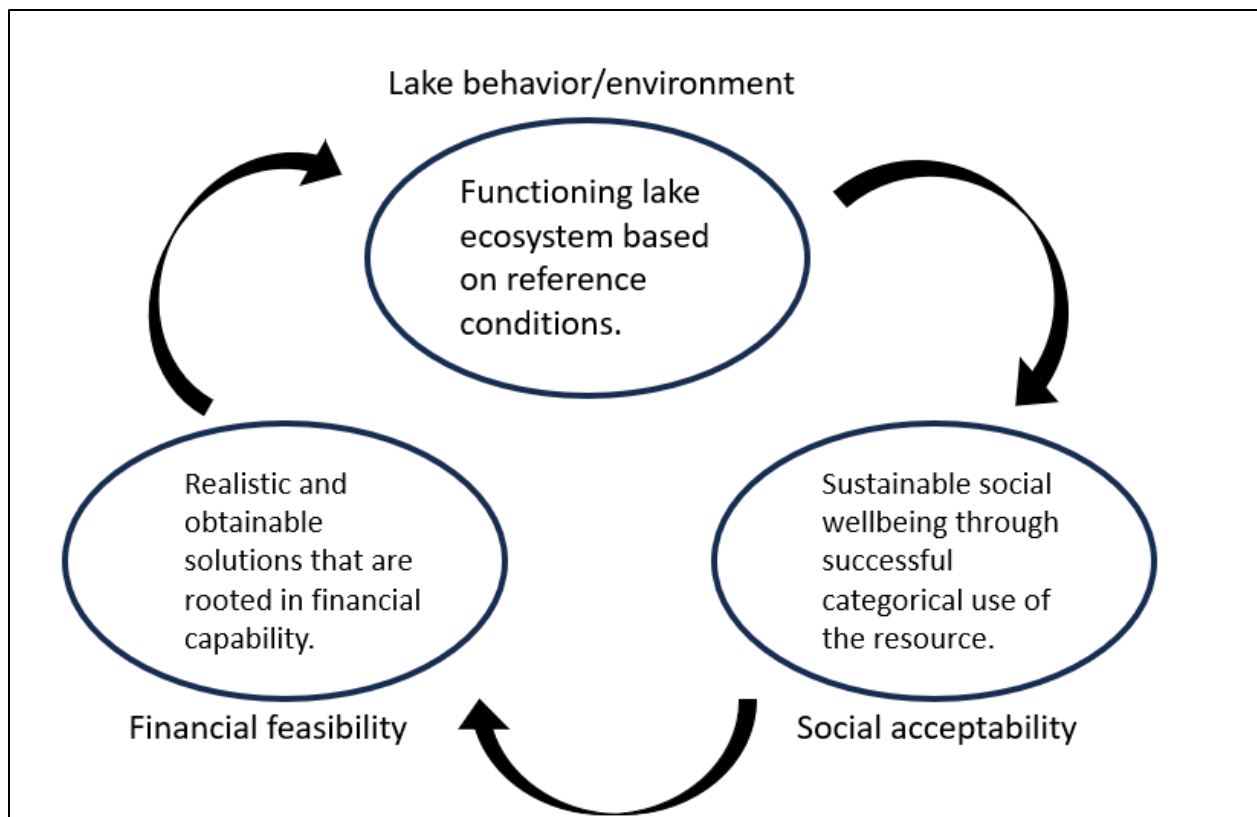 Lake behavior/environment
Functioning lake
ecosystem based
on reference
conditions.
Realistic and
obtainable
solutions that are
rooted in financial
capability.
Financial feasibility
Sustainable social
wellbeing through
successful
categorical use of
the resource.
Social acceptability